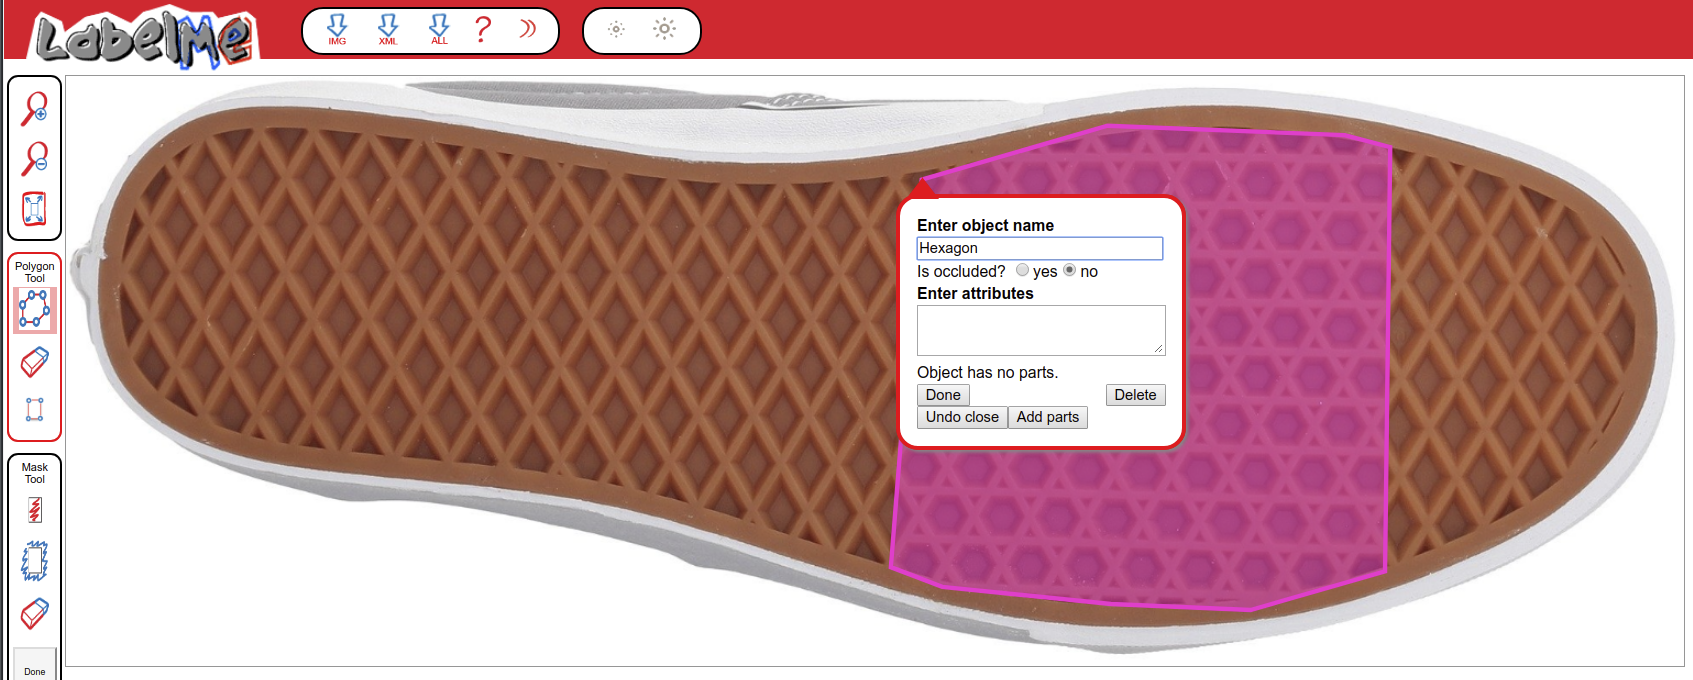 LabelMe
IMG XML ALL ?
Polygon
Tool
Mask
Tool
Done
Enter object name
Hexagon
Is occluded? yes no
Enter attributes
Object has no parts.
Done Delete
Undo close Add parts